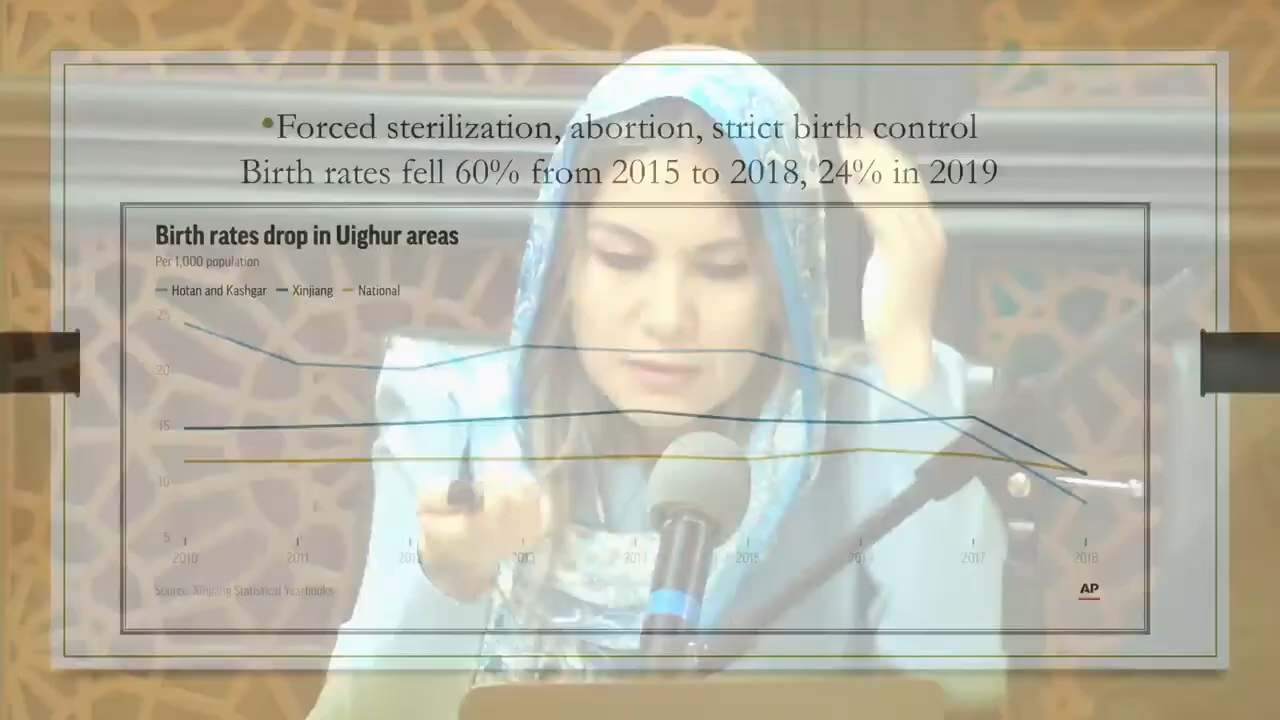 •Forced sterilization, abortion, strict birth control
Birth rates fell 60% from 2015 to 2018, 24% in 2019
Birth rates drop in Uighur areas
Per 1,000 population
Hotan and Kashgar Xinjiang National
25
20
15
10
5
2010 2011 2012 2013 2014 2015 2016 2017 2018
Source: Xinjiang Statistical Yearbooks
AP